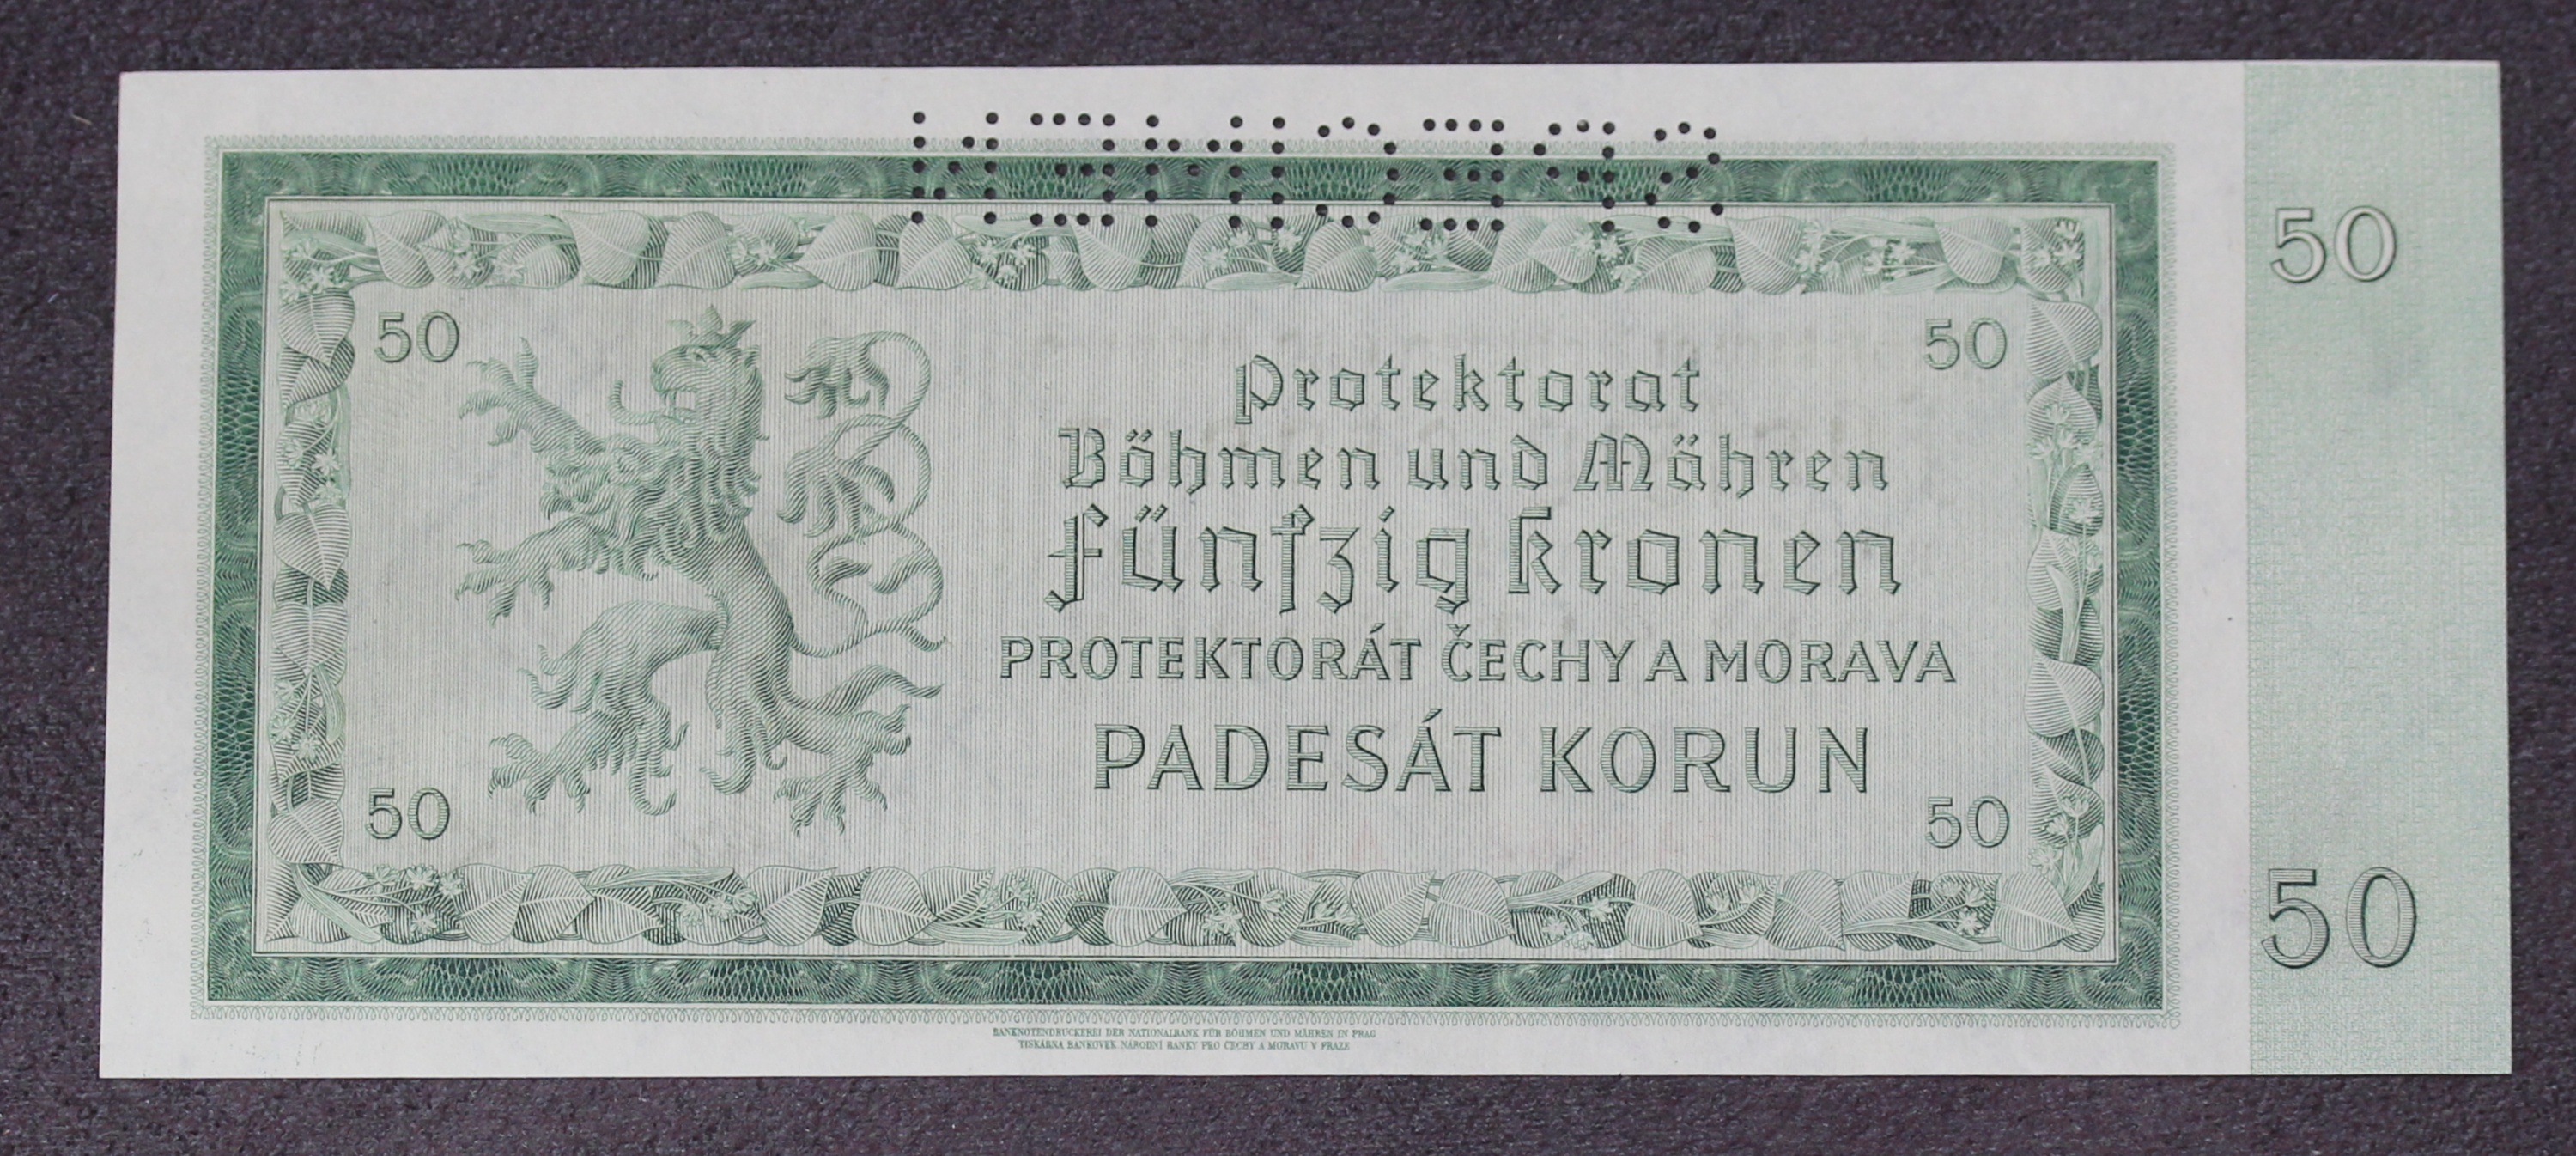 SPECIMEN
50
50
50
Protektorat
Böhmen und Mähren
Fünfzig Kronen
PROTEKTORÁT ČECHY A MORAVA
PADESÁT KORUN
50
50
50
BANKNOTENDRUCKEREI DER NATIONALBANK FÜR BÖHMEN UND MÄHREN IN PRAG
TISKÁRNA BANKOVEK NÁRODNÍ BANKY PRO ČECHY A MORAVU V PRAZE